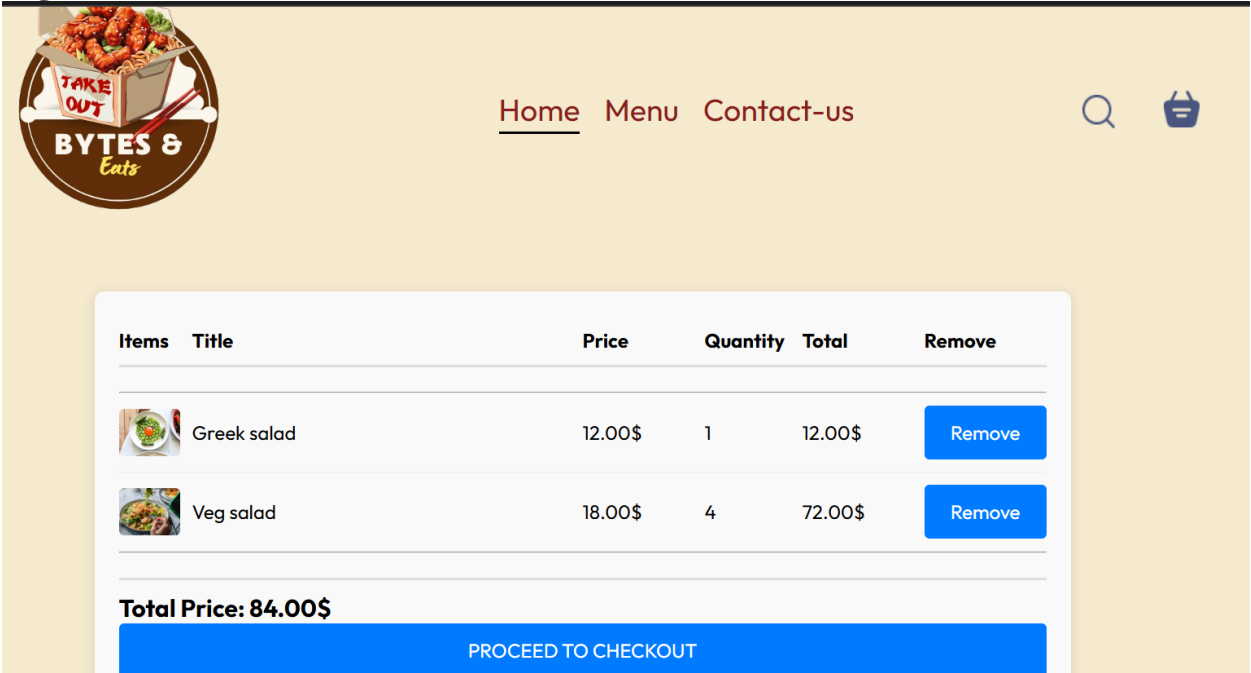 TAKE
OUT
BYTES &
Eats
Home Menu Contact-us
Items Title Price Quantity Total Remove
Greek salad 12.00$ 1 12.00$ Remove
Veg salad 18.00$ 4 72.00$ Remove
Total Price: 84.00$
PROCEED TO CHECKOUT